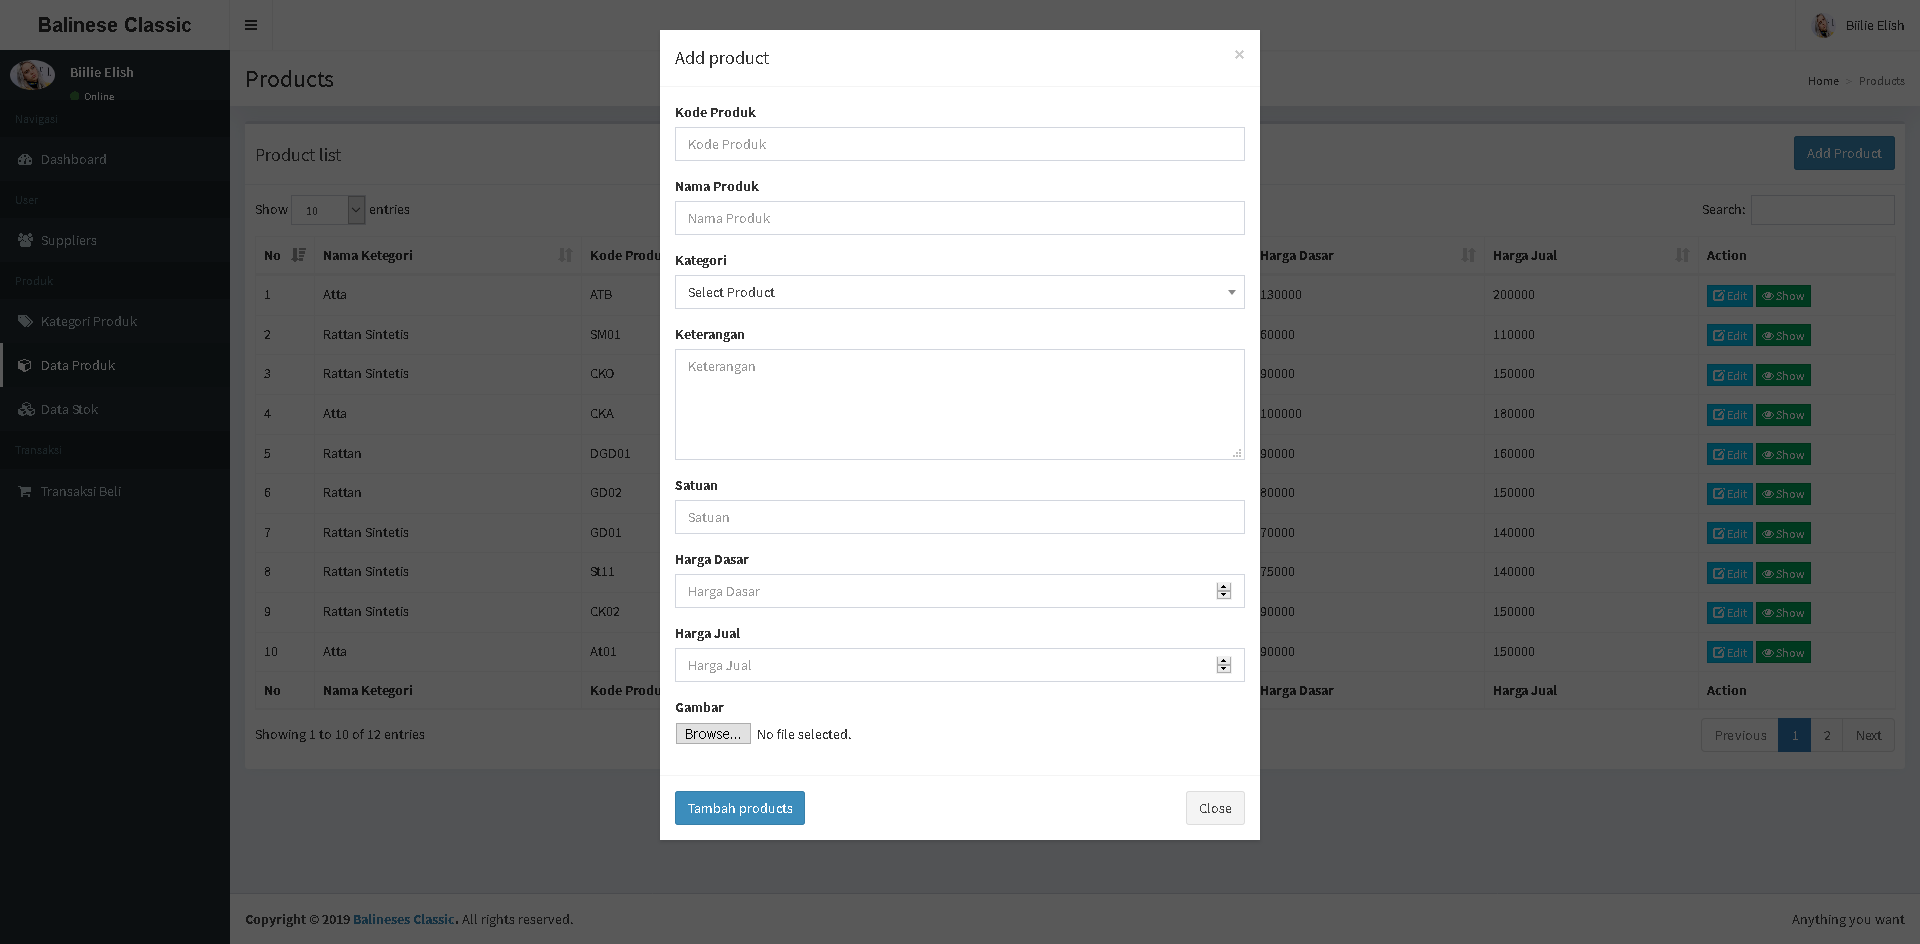 Balinese Classic
Biilie Elish
Biilie Elish
Online
Navigasi
Dashboard
User
Suppliers
Produk
Kategori Produk
Data Produk
Data Stok
Transaksi
Transaksi Beli
Products
Home > Products
Product list
Add Product
Show 10 entries
Search:
No Nama Ketegori Kode Produ Harga Dasar Harga Jual Action
1 Atta ATB 130000 200000 Edit Show
2 Rattan Sintetis SM01 60000 110000 Edit Show
3 Rattan Sintetis CKO 90000 150000 Edit Show
4 Atta CKA 100000 180000 Edit Show
5 Rattan DGD01 90000 160000 Edit Show
6 Rattan GD02 80000 150000 Edit Show
7 Rattan Sintetis GD01 70000 140000 Edit Show
8 Rattan Sintetis St11 75000 140000 Edit Show
9 Rattan Sintetis CK02 90000 150000 Edit Show
10 Atta At01 90000 150000 Edit Show
No Nama Ketegori Kode Produ Harga Dasar Harga Jual Action
Showing 1 to 10 of 12 entries
Previous 1 2 Next
Add product ×
Kode Produk
Kode Produk
Nama Produk
Nama Produk
Kategori
Select Product
Keterangan
Keterangan
Satuan
Satuan
Harga Dasar
Harga Dasar
Harga Jual
Harga Jual
Gambar
Browse... No file selected.
Tambah products
Close
Copyright © 2019 Balineses Classic. All rights reserved.
Anything you want